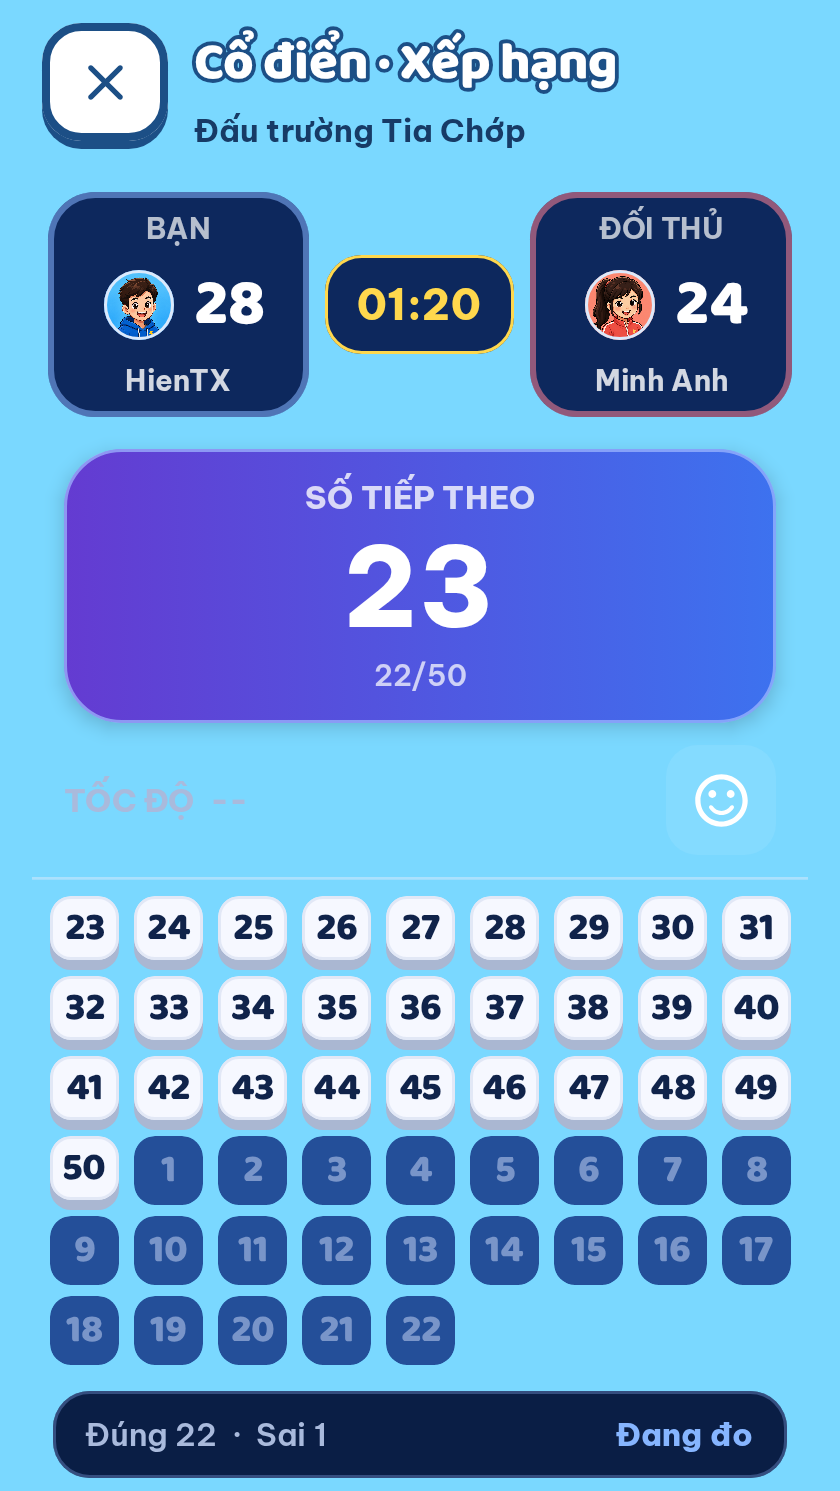 Cổ điển · Xếp hạng
Đấu trường Tia Chớp
BẠN
28
HienTX
01:20
ĐỐI THỦ
24
Minh Anh
SỐ TIẾP THEO
23
22/50
TỐC ĐỘ --
23 24 25 26 27 28 29 30 31
32 33 34 35 36 37 38 39 40
41 42 43 44 45 46 47 48 49
50 1 2 3 4 5 6 7 8
9 10 11 12 13 14 15 16 17
18 19 20 21 22
Đúng 22 · Sai 1 Đang đo